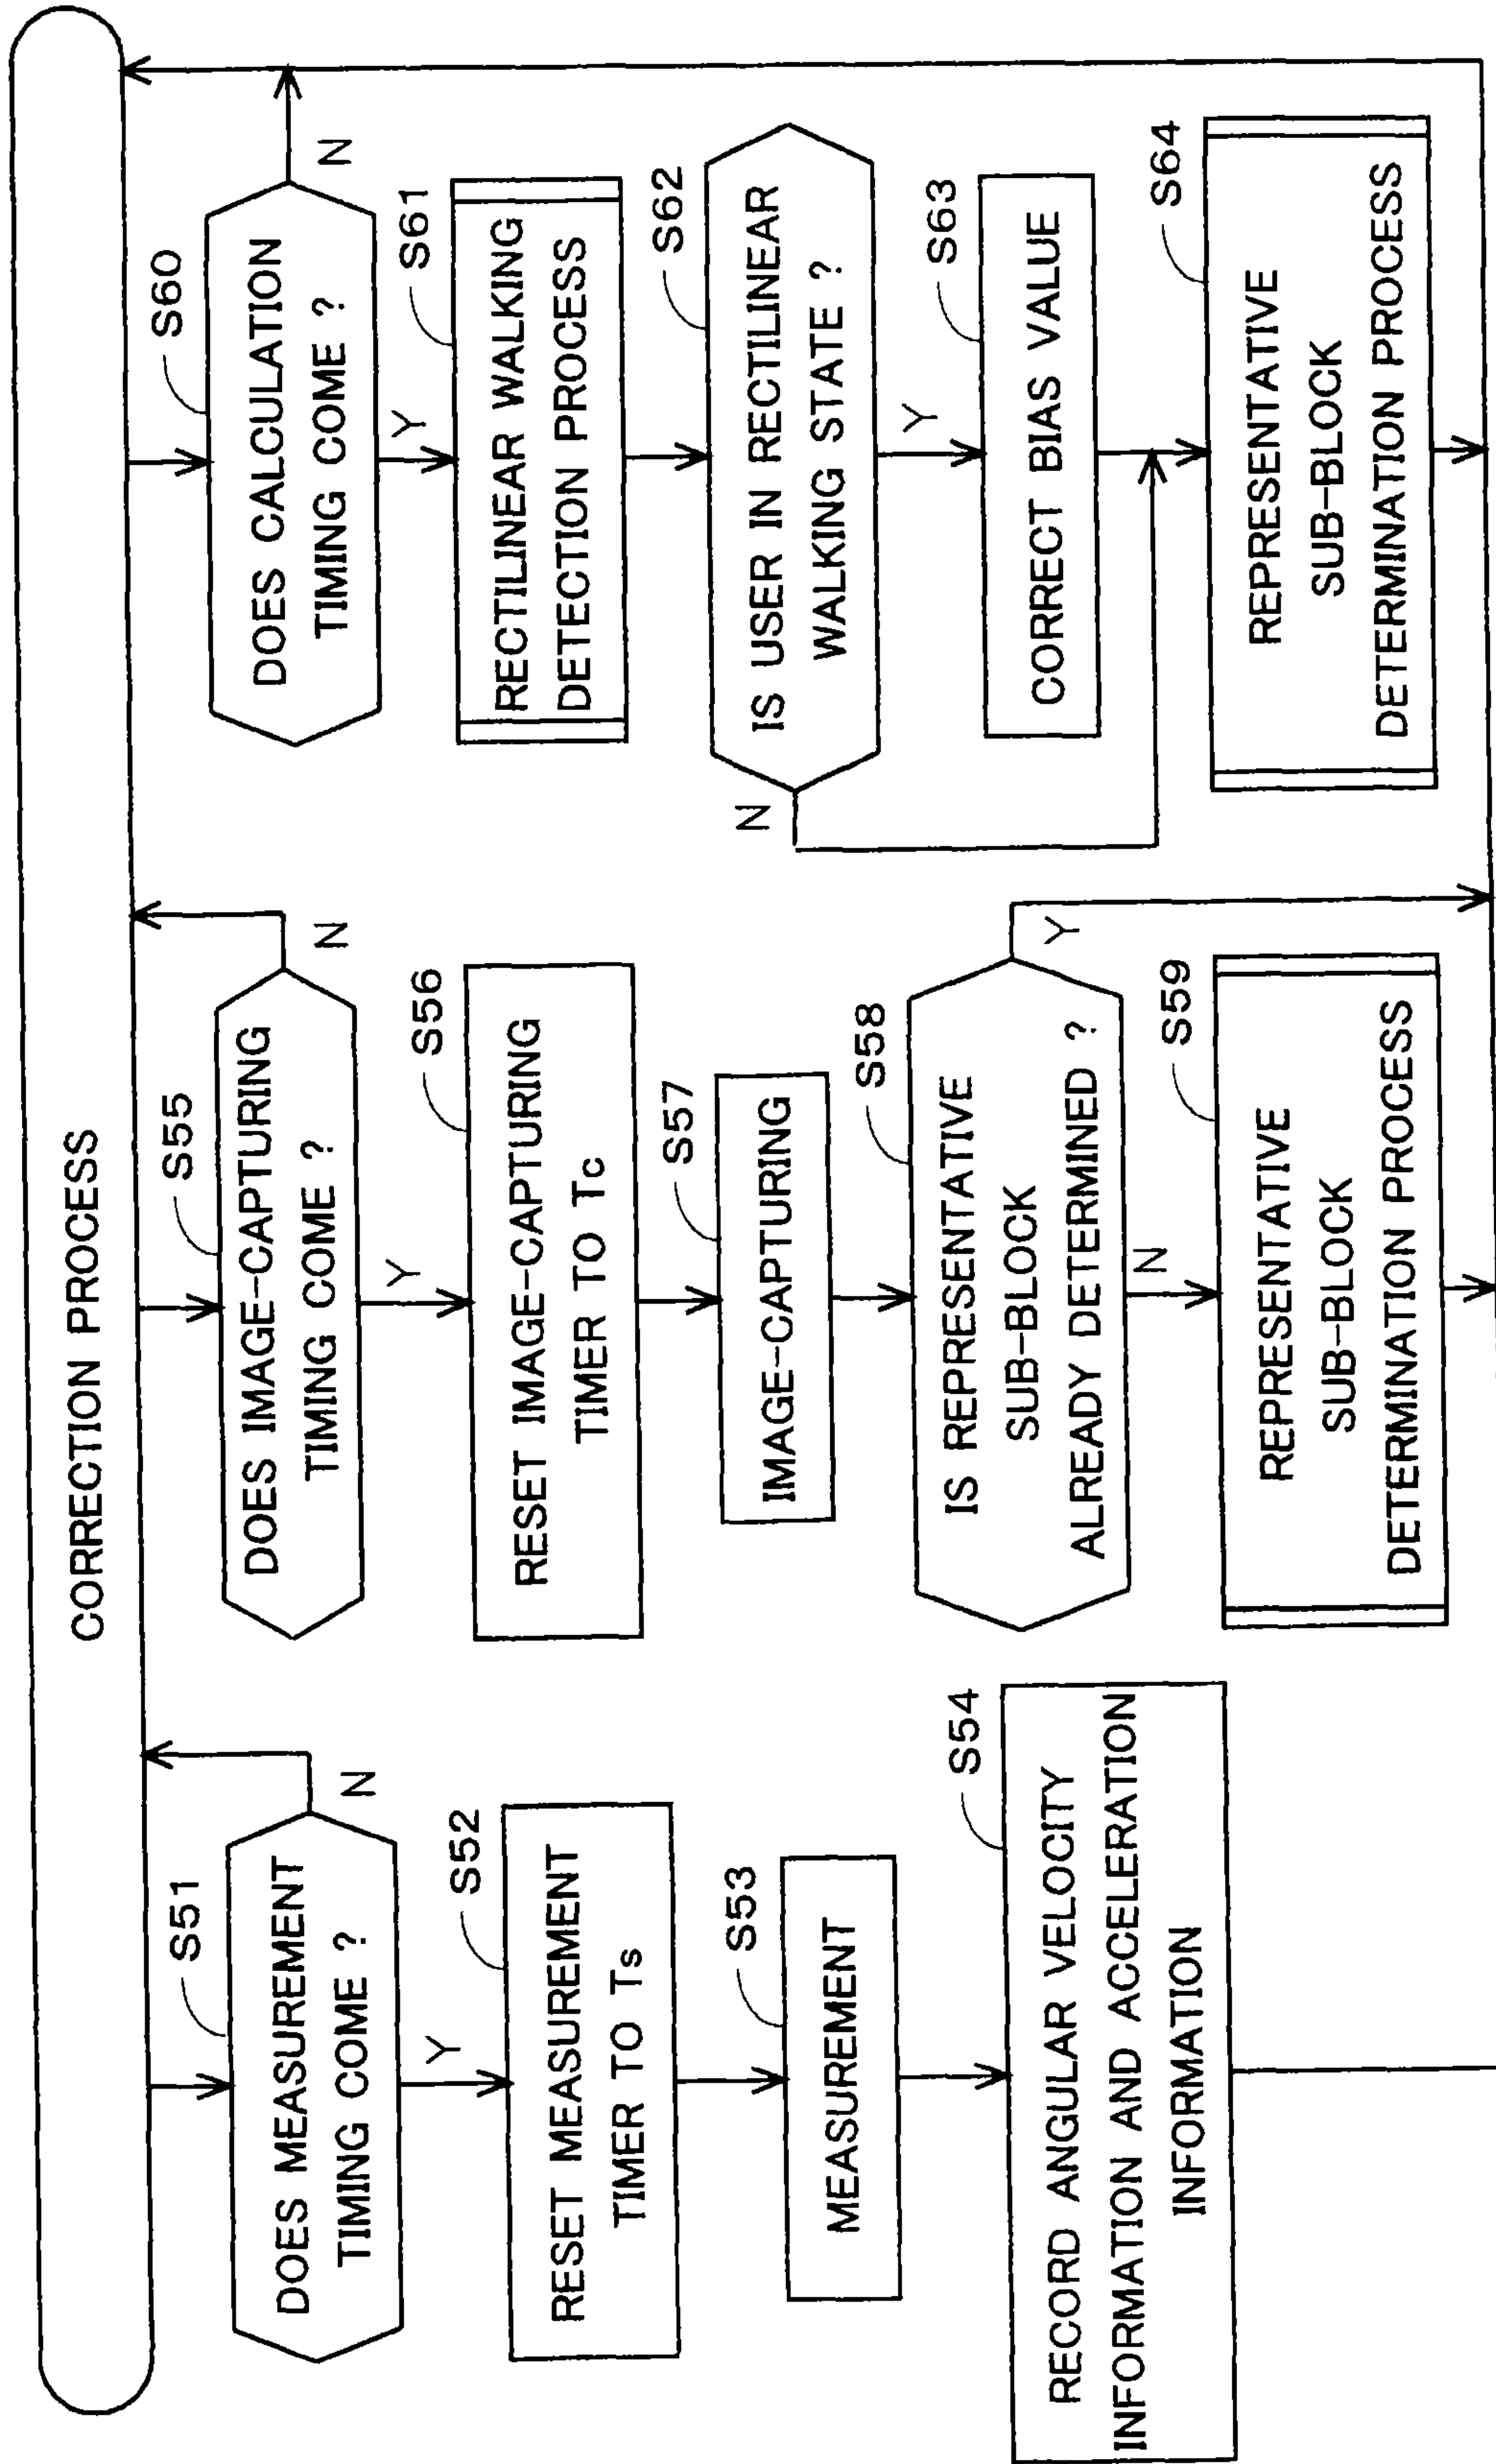 CORRECTION PROCESS
S51
DOES MEASUREMENT
TIMING COME ?
N
Y
S52
RESET MEASUREMENT
TIMER TO Ts
S53
MEASUREMENT
S54
RECORD ANGULAR VELOCITY
INFORMATION AND ACCELERATION
INFORMATION
S55
DOES IMAGE-CAPTURING
TIMING COME ?
N
Y
S56
RESET IMAGE-CAPTURING
TIMER TO Tc
S57
IMAGE-CAPTURING
S58
IS REPRESENTATIVE
SUB-BLOCK
ALREADY DETERMINED ?
Y
N
S59
REPRESENTATIVE
SUB-BLOCK
DETERMINATION PROCESS
S60
DOES CALCULATION
TIMING COME ?
N
Y
S61
RECTILINEAR WALKING
DETECTION PROCESS
S62
IS USER IN RECTILINEAR
WALKING STATE ?
N
Y
S63
CORRECT BIAS VALUE
S64
REPRESENTATIVE
SUB-BLOCK
DETERMINATION PROCESS